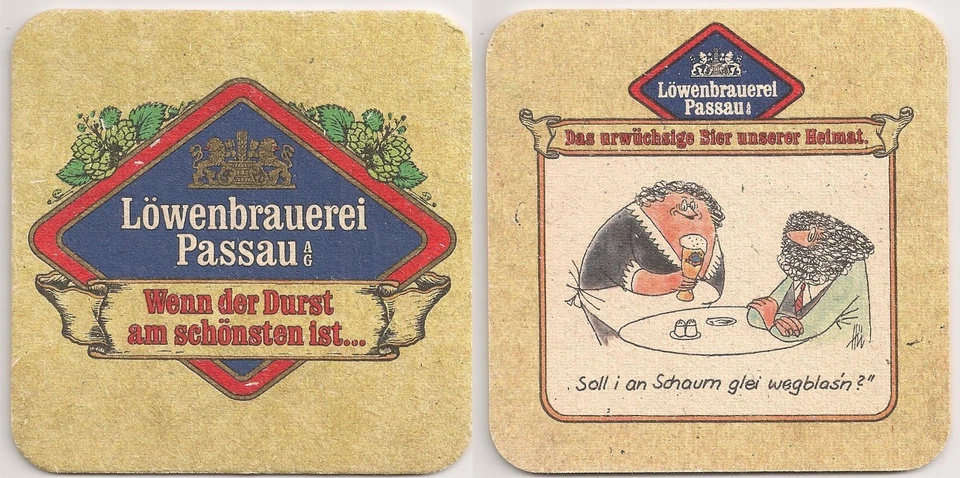 Löwenbrauerei
Passau AG
Wenn der Durst
am schönsten ist...
Löwenbrauerei
Passau AG
Das urwüchsige Bier unserer Heimat.
„Soll i an Schaum glei wegblas'n?"